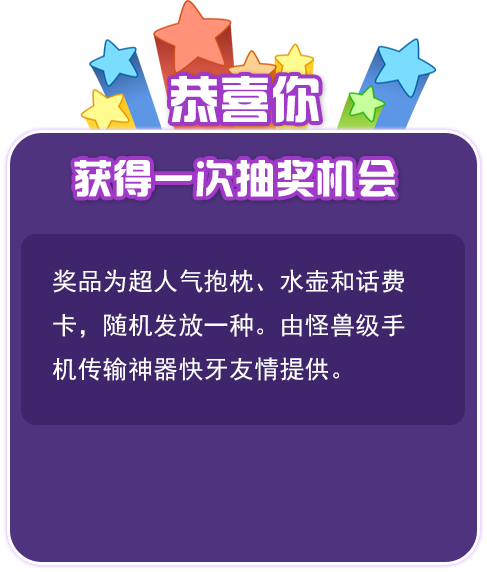 恭喜你
获得一次抽奖机会
奖品为超人气抱枕、水壶和话费
卡，随机发放一种。由怪兽级手
机传输神器快牙友情提供。